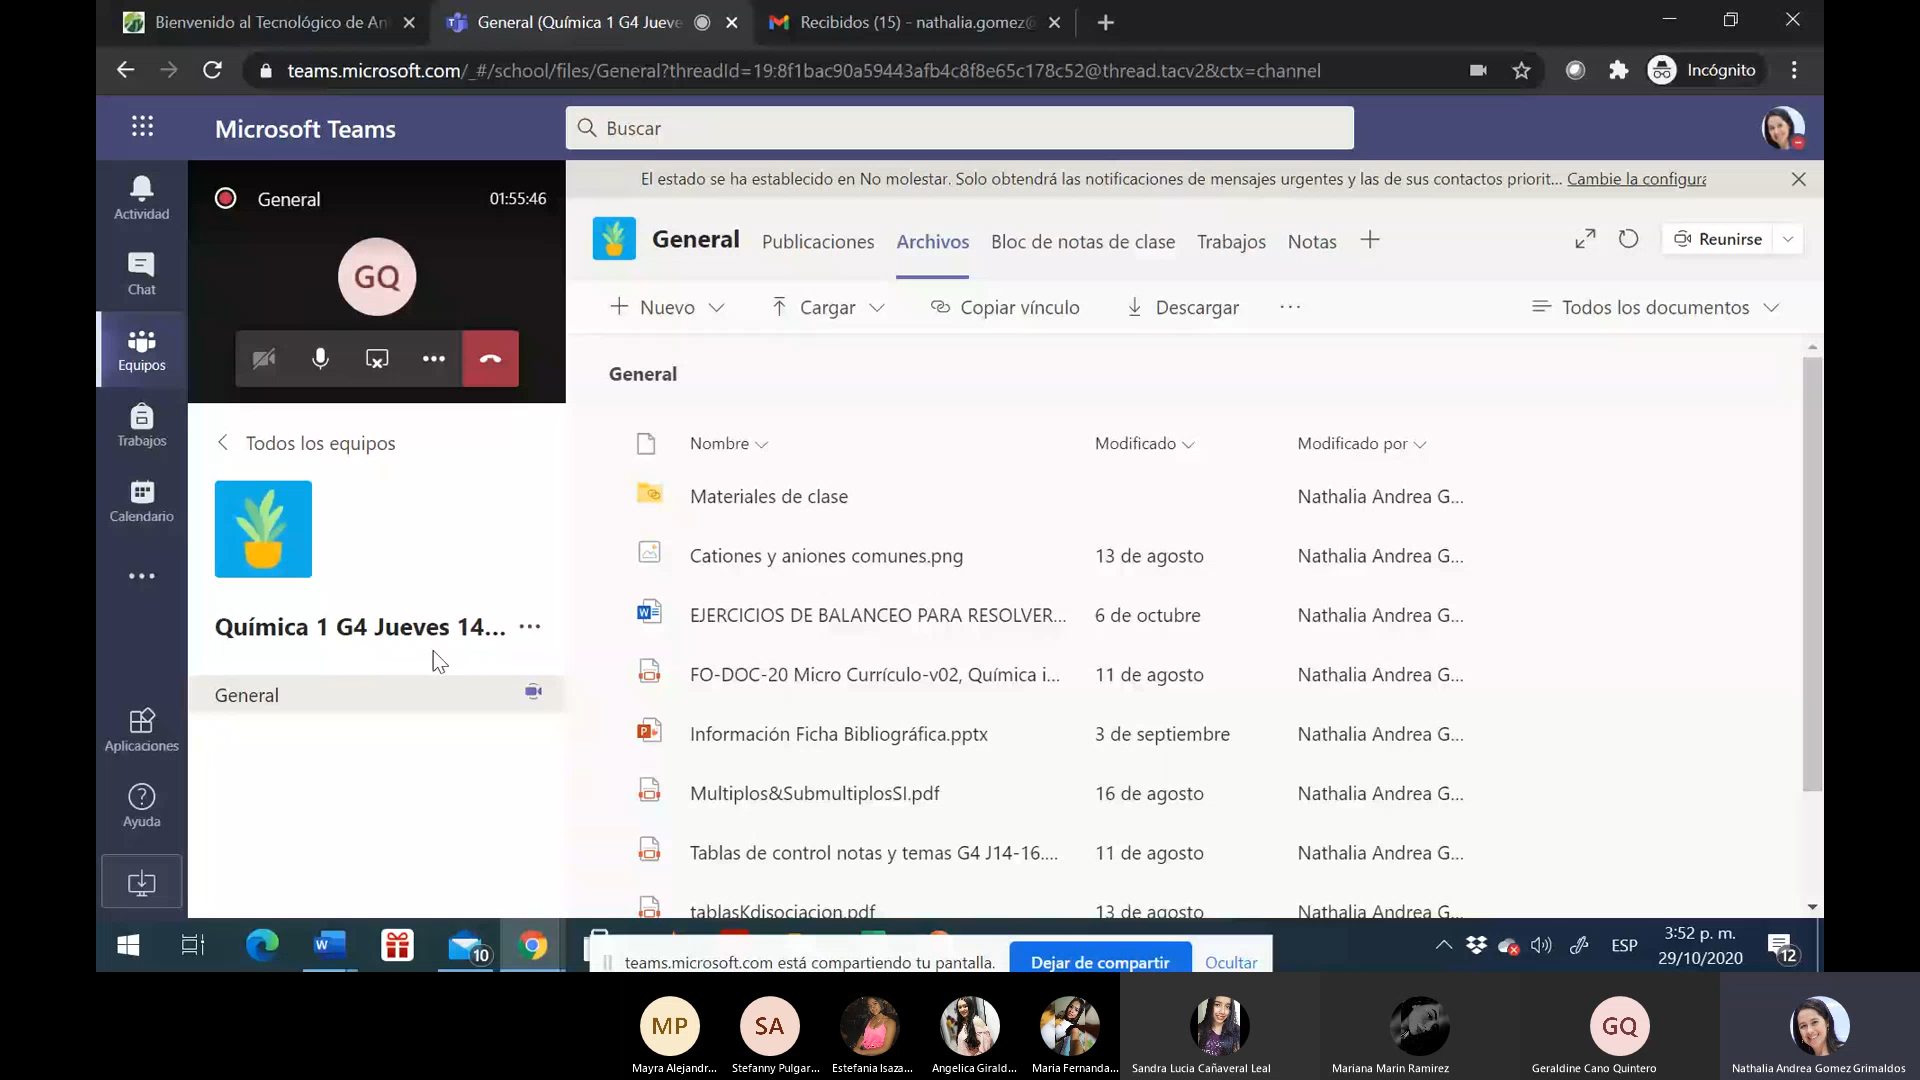 Bienvenido al Tecnológico de An
General (Química 1 G4 Jueve
Recibidos (15) - nathalia.gomez@
teams.microsoft.com/_#/school/files/General?threadId=19:8f1bac90a59443afb4c8f8e65c178c52@thread.tacv2&ctx=channel
Incógnito
Microsoft Teams
Buscar
Actividad
Chat
Equipos
Trabajos
Calendario
Aplicaciones
Ayuda
General
01:55:46
GQ
Todos los equipos
Química 1 G4 Jueves 14...
General
El estado se ha establecido en No molestar. Solo obtendrá las notificaciones de mensajes urgentes y las de sus contactos priorit... Cambie la configura
General Publicaciones Archivos Bloc de notas de clase Trabajos Notas
Reunirse
Nuevo Cargar Copiar vínculo Descargar ... Todos los documentos
General
Nombre Modificado Modificado por
Materiales de clase Nathalia Andrea G...
Cationes y aniones comunes.png 13 de agosto Nathalia Andrea G...
EJERCICIOS DE BALANCEO PARA RESOLVER... 6 de octubre Nathalia Andrea G...
FO-DOC-20 Micro Currículo-v02, Química i... 11 de agosto Nathalia Andrea G...
Información Ficha Bibliográfica.pptx 3 de septiembre Nathalia Andrea G...
Multiplos&SubmultiplosSI.pdf 16 de agosto Nathalia Andrea G...
Tablas de control notas y temas G4 J14-16.... 11 de agosto Nathalia Andrea G...
tablasKdisociacion.pdf 13 de agosto Nathalia Andrea G...
10
ESP
3:52 p. m.
29/10/2020
12
teams.microsoft.com está compartiendo tu pantalla. Dejar de compartir Ocultar
MP
SA
GQ
Mayra Alejandr... Stefanny Pulgar... Estefania Isaza... Angelica Girald... Maria Fernanda... Sandra Lucia Cañaveral Leal Mariana Marin Ramirez Geraldine Cano Quintero Nathalia Andrea Gomez Grimaldos